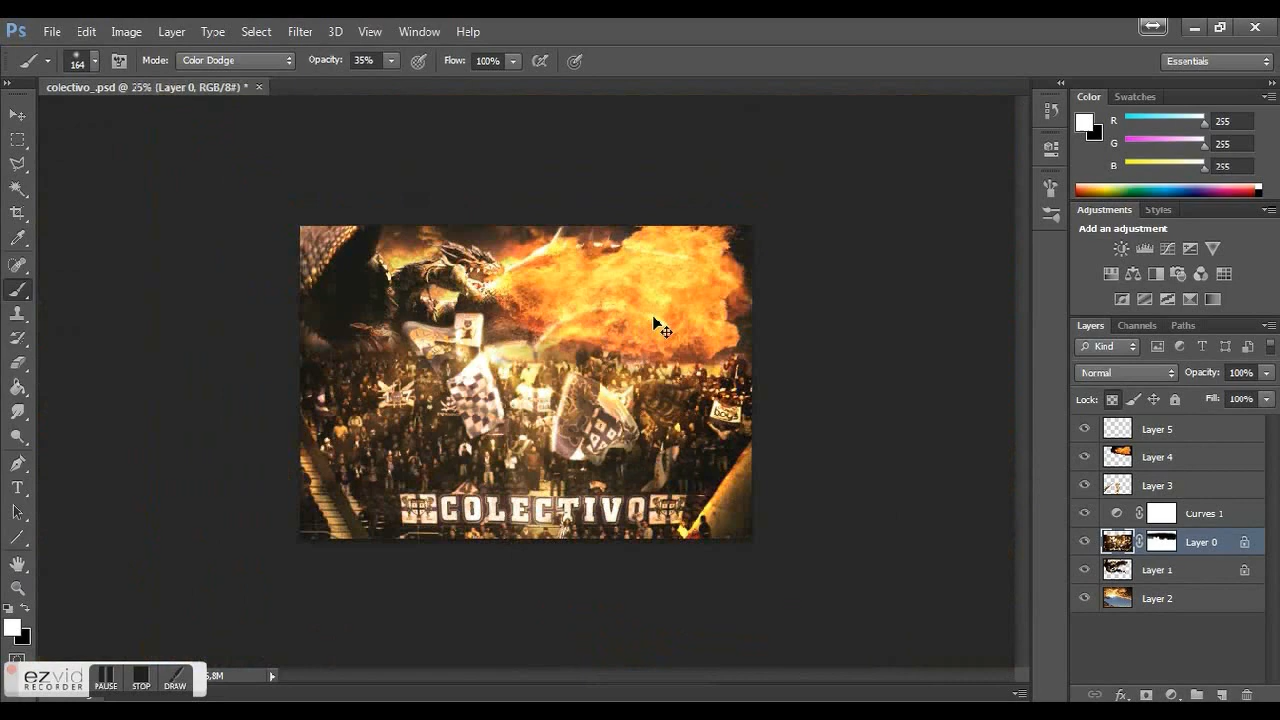 Ps File Edit Image Layer Type Select Filter 3D View Window Help
164 Mode: Color Dodge Opacity: 35% Flow: 100% Essentials
colectivo_.psd @ 25% (Layer 0, RGB/8#) * ×
Color Swatches
R 255
G 255
B 255
Adjustments Styles
Add an adjustment
Layers Channels Paths
Kind
Normal Opacity: 100%
Lock: Fill: 100%
Layer 5
Layer 4
Layer 3
Curves 1
Layer 0
Layer 1
Layer 2
boys
COLECTIVO
ezvid
RECORDER
PAUSE STOP DRAW
5,8M